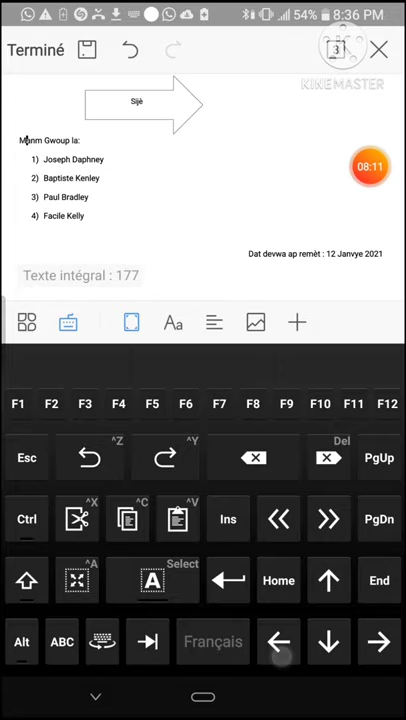 54% 8:36 PM
Terminé
3
KINEMASTER
Sijè
Manm Gwoup la:
08:11
1) Joseph Daphney
2) Baptiste Kenley
3) Paul Bradley
4) Facile Kelly
Dat devwa ap remèt : 12 Janvye 2021
Texte intégral : 177
Aa
F1 F2 F3 F4 F5 F6 F7 F8 F9 F10 F11 F12
^Z ^Y Del
Esc PgUp
^X ^C ^V
Ctrl Ins PgDn
^A Select
A Home End
Alt ABC Français